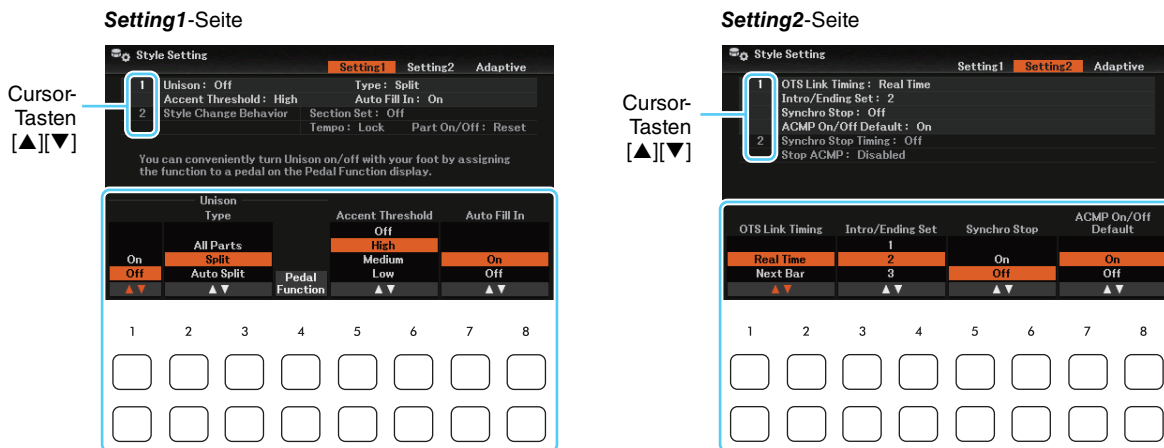 Setting1-Seite
Style Setting
Setting1 Setting2 Adaptive
Cursor-
Tasten
[▲][▼]
1 Unison : Off Type : Split
Accent Threshold : High Auto Fill In : On
2 Style Change Behavior Section Set : Off
Tempo : Lock Part On/Off : Reset
You can conveniently turn Unison on/off with your foot by assigning
the function to a pedal on the Pedal Function display.
Unison
Type Accent Threshold Auto Fill In
Off
All Parts High
On Split Medium On
Off Auto Split Pedal Low Off
▲▼ ▲▼ Function ▲▼ ▲▼
1 2 3 4 5 6 7 8
Setting2-Seite
Style Setting
Setting1 Setting2 Adaptive
Cursor-
Tasten
[▲][▼]
1 OTS Link Timing : Real Time
Intro/Ending Set : 2
Synchro Stop : Off
ACMP On/Off Default : On
2 Synchro Stop Timing : Off
Stop ACMP : Disabled
ACMP On/Off
OTS Link Timing Intro/Ending Set Synchro Stop Default
1
Real Time 2 On On
Next Bar 3 Off Off
▲▼ ▲▼ ▲▼ ▲▼
1 2 3 4 5 6 7 8